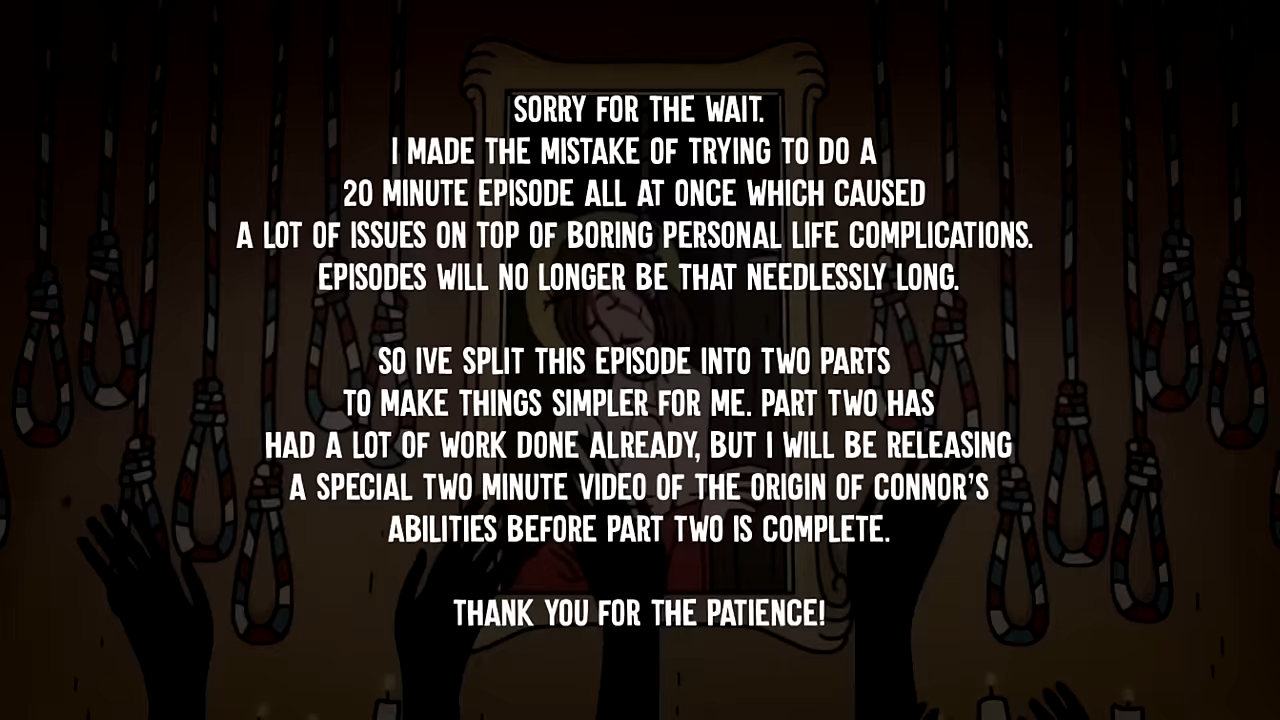 SORRY FOR THE WAIT.
I MADE THE MISTAKE OF TRYING TO DO A
20 MINUTE EPISODE ALL AT ONCE WHICH CAUSED
A LOT OF ISSUES ON TOP OF BORING PERSONAL LIFE COMPLICATIONS.
EPISODES WILL NO LONGER BE THAT NEEDLESSLY LONG.
SO IVE SPLIT THIS EPISODE INTO TWO PARTS
TO MAKE THINGS SIMPLER FOR ME. PART TWO HAS
HAD A LOT OF WORK DONE ALREADY, BUT I WILL BE RELEASING
A SPECIAL TWO MINUTE VIDEO OF THE ORIGIN OF CONNOR'S
ABILITIES BEFORE PART TWO IS COMPLETE.
THANK YOU FOR THE PATIENCE!